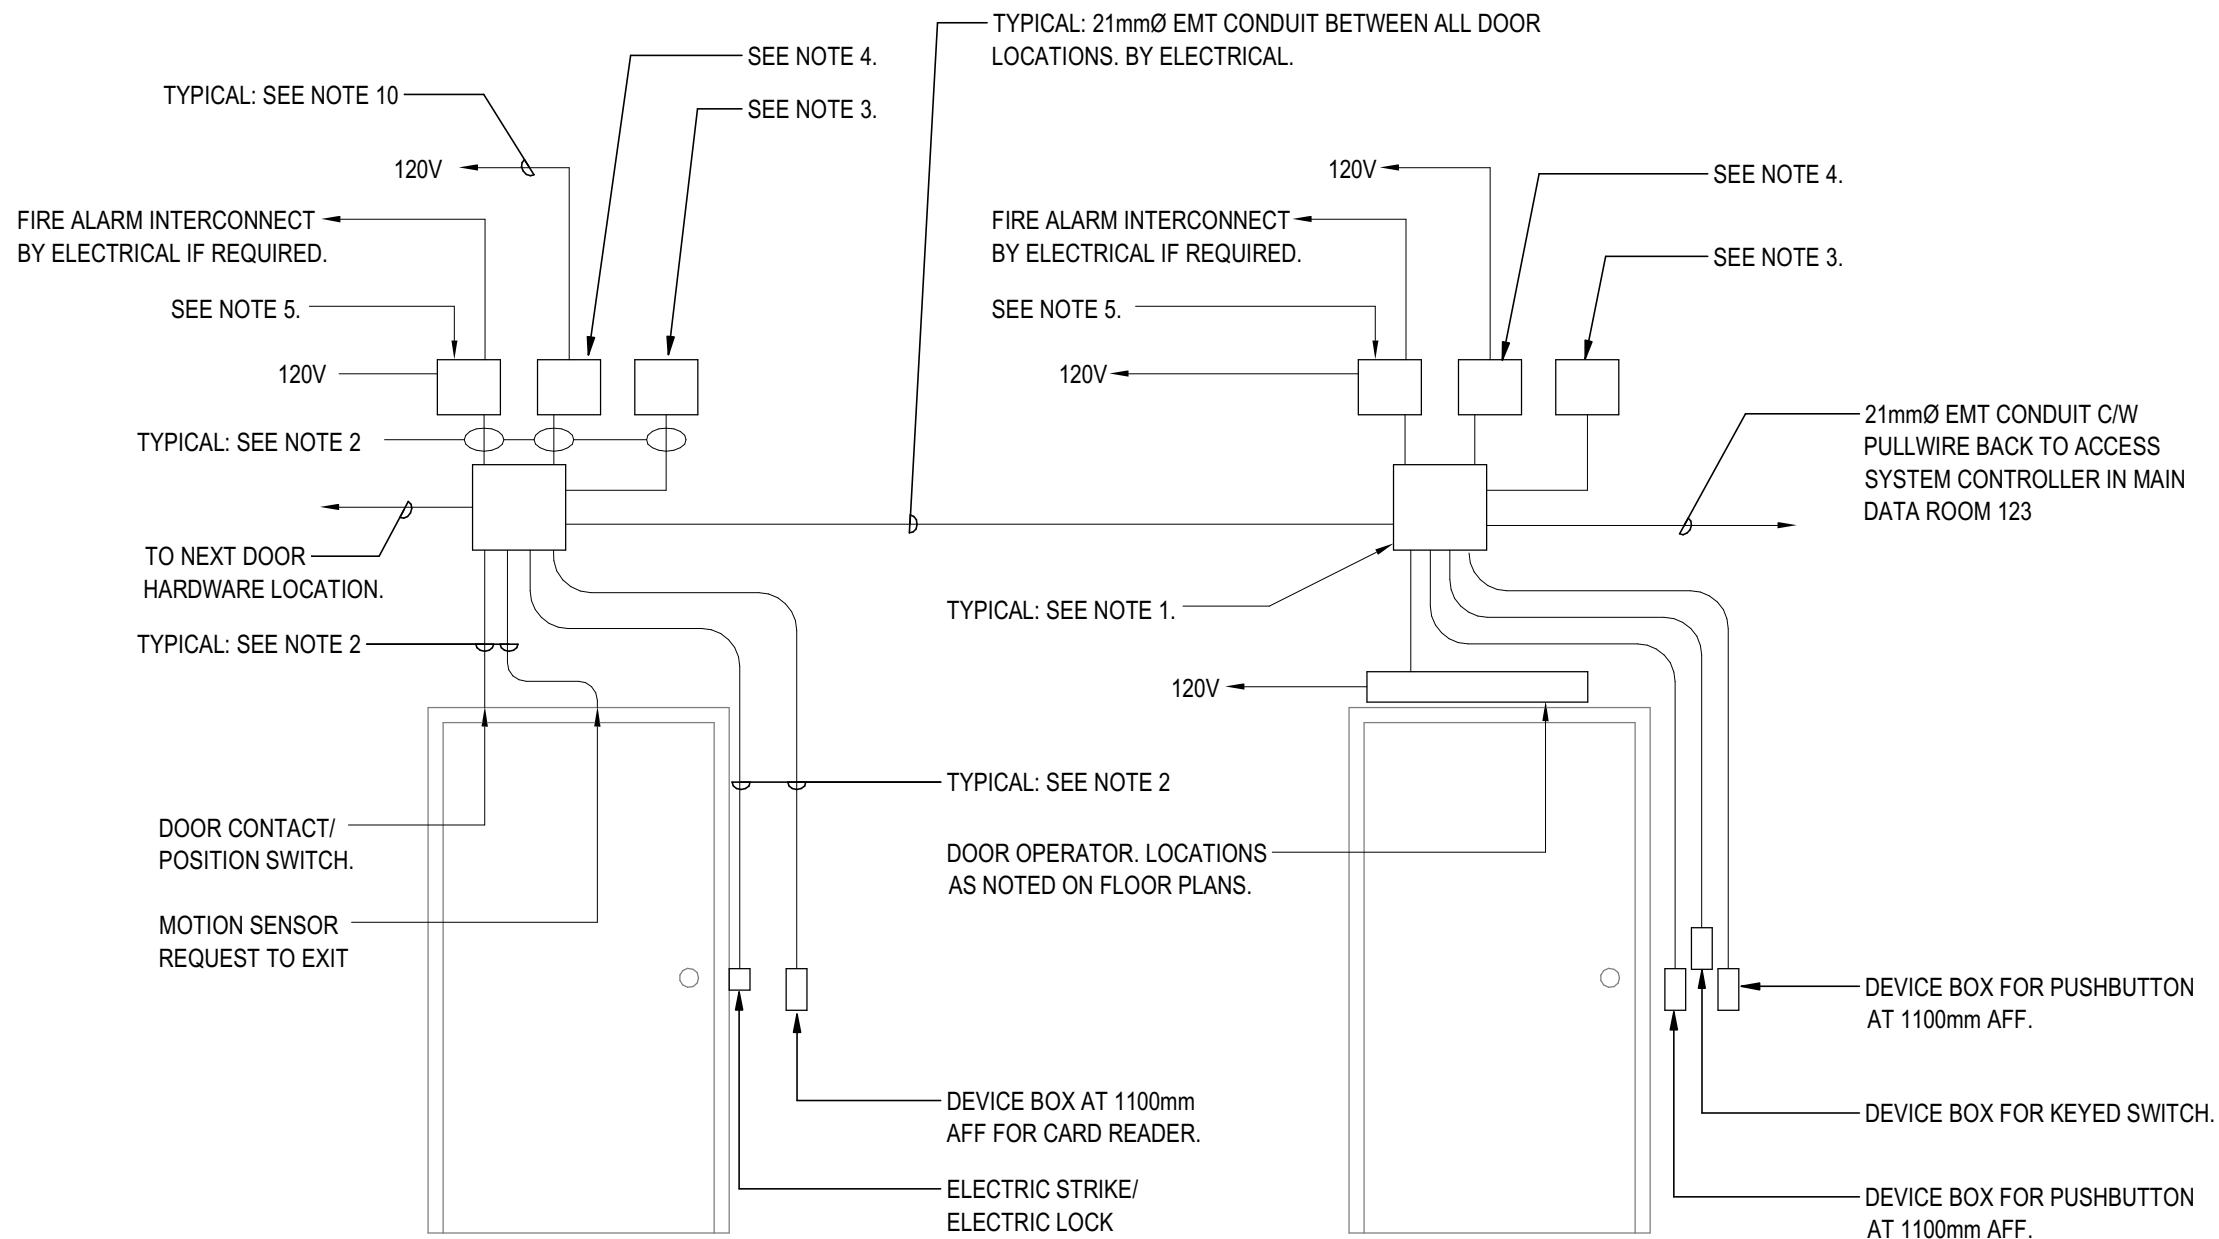 TYPICAL: 21mmØ EMT CONDUIT BETWEEN ALL DOOR
LOCATIONS. BY ELECTRICAL.
SEE NOTE 4.
TYPICAL: SEE NOTE 10
SEE NOTE 3.
120V
FIRE ALARM INTERCONNECT
BY ELECTRICAL IF REQUIRED.
SEE NOTE 5.
120V
TYPICAL: SEE NOTE 2
TO NEXT DOOR
HARDWARE LOCATION.
TYPICAL: SEE NOTE 2
DOOR CONTACT/
POSITION SWITCH.
MOTION SENSOR
REQUEST TO EXIT
120V
SEE NOTE 4.
FIRE ALARM INTERCONNECT
BY ELECTRICAL IF REQUIRED.
SEE NOTE 3.
SEE NOTE 5.
120V
21mmØ EMT CONDUIT C/W
PULLWIRE BACK TO ACCESS
SYSTEM CONTROLLER IN MAIN
DATA ROOM 123
TYPICAL: SEE NOTE 1.
120V
TYPICAL: SEE NOTE 2
DOOR OPERATOR. LOCATIONS
AS NOTED ON FLOOR PLANS.
DEVICE BOX AT 1100mm
AFF FOR CARD READER.
ELECTRIC STRIKE/
ELECTRIC LOCK
DEVICE BOX FOR PUSHBUTTON
AT 1100mm AFF.
DEVICE BOX FOR KEYED SWITCH.
DEVICE BOX FOR PUSHBUTTON
AT 1100mm AFF.